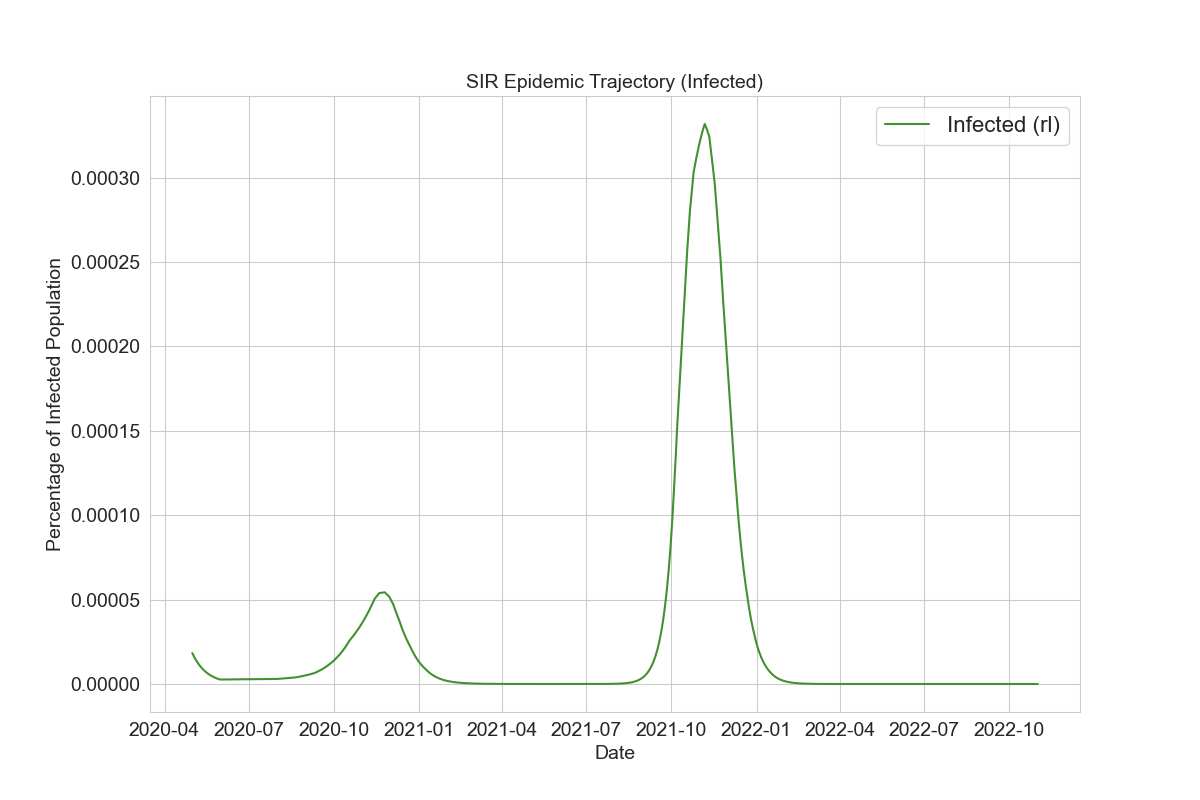 SIR Epidemic Trajectory (Infected)
Infected (rl)
Percentage of Infected Population
0.00030
0.00025
0.00020
0.00015
0.00010
0.00005
0.00000
2020-04 2020-07 2020-10 2021-01 2021-04 2021-07 2021-10 2022-01 2022-04 2022-07 2022-10
Date